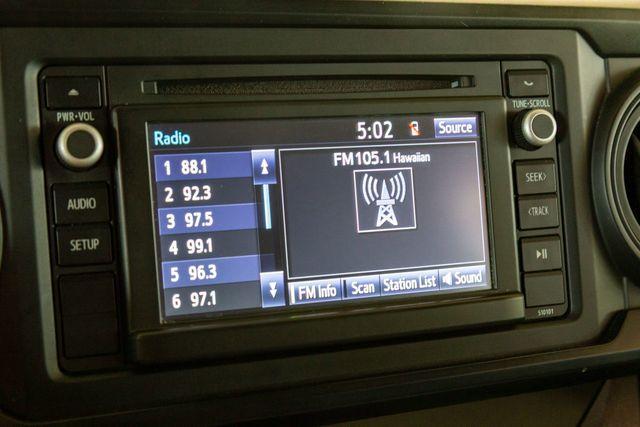 PWR•VOL
AUDIO
SETUP
Radio
5:02
Source
1 88.1
2 92.3
3 97.5
4 99.1
5 96.3
6 97.1
FM105.1 Hawaiian
FM Info
Scan
Station List
Sound
TUNE•SCROLL
SEEK>
<TRACK
510101